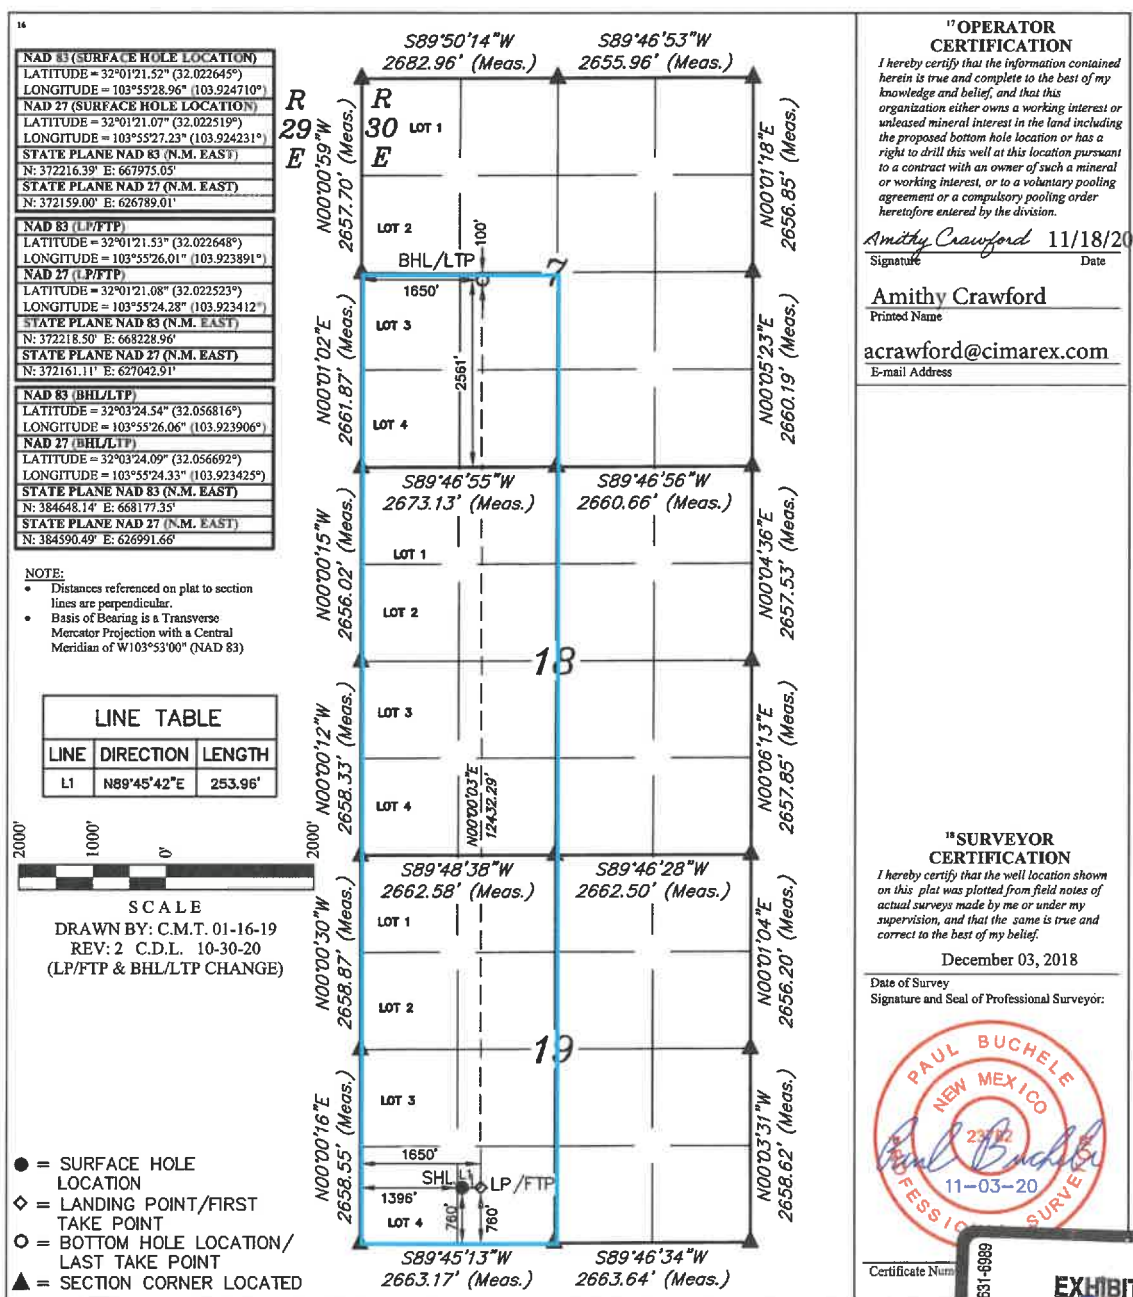 16
NAD 83 (SURFACE HOLE LOCATION)
LATITUDE = 32°01'21.52" (32.022645°)
LONGITUDE = 103°55'28.96" (103.924710°)
NAD 27 (SURFACE HOLE LOCATION)
LATITUDE = 32°01'21.07" (32.022519°)
LONGITUDE = 103°55'27.23" (103.924231°)
STATE PLANE NAD 83 (N.M. EAST)
N: 372216.39' E: 667975.05'
STATE PLANE NAD 27 (N.M. EAST)
N: 372159.00' E: 626789.01'
NAD 83 (LP/FTP)
LATITUDE = 32°01'21.53" (32.022648°)
LONGITUDE = 103°55'26.01" (103.923891°)
NAD 27 (LP/FTP)
LATITUDE = 32°01'21.08" (32.022523°)
LONGITUDE = 103°55'24.28" (103.923412°)
STATE PLANE NAD 83 (N.M. EAST)
N: 372218.50' E: 668228.96'
STATE PLANE NAD 27 (N.M. EAST)
N: 372161.11' E: 627042.91'
NAD 83 (BHL/LTP)
LATITUDE = 32°03'24.54" (32.056816°)
LONGITUDE = 103°55'26.06" (103.923906°)
NAD 27 (BHL/LTP)
LATITUDE = 32°03'24.09" (32.056692°)
LONGITUDE = 103°55'24.33" (103.923425°)
STATE PLANE NAD 83 (N.M. EAST)
N: 384648.14' E: 668177.35'
STATE PLANE NAD 27 (N.M. EAST)
N: 384590.49' E: 626991.66'
NOTE:
• Distances referenced on plat to section
lines are perpendicular.
• Basis of Bearing is a Transverse
Mercator Projection with a Central
Meridian of W103°53'00" (NAD 83)
LINE TABLE
LINE DIRECTION LENGTH
L1 N89°45'42"E 253.96'
2000' 1000' 0' 2000'
SCALE
DRAWN BY: C.M.T. 01-16-19
REV: 2 C.D.L. 10-30-20
(LP/FTP & BHL/LTP CHANGE)
● = SURFACE HOLE
LOCATION
◇ = LANDING POINT/FIRST
TAKE POINT
○ = BOTTOM HOLE LOCATION/
LAST TAKE POINT
▲ = SECTION CORNER LOCATED
S89°50'14"W
2682.96' (Meas.)
S89°46'53"W
2655.96' (Meas.)
R
29
E
R
30
E
LOT 1
N00°00'59"W
2657.70' (Meas.)
N00°01'18"E
2656.85' (Meas.)
LOT 2
100'
BHL/LTP
7
1650'
LOT 3
2561'
N00°01'02"E
2661.87' (Meas.)
N00°05'23"E
2660.19' (Meas.)
LOT 4
S89°46'55"W
2673.13' (Meas.)
S89°46'56"W
2660.66' (Meas.)
LOT 1
N00°00'15"W
2656.02' (Meas.)
N00°04'36"E
2657.53' (Meas.)
LOT 2
18
LOT 3
N00°00'12"W
2658.33' (Meas.)
N00°06'13"E
2657.85' (Meas.)
LOT 4
N00°00'03"E
12432.29'
S89°48'38"W
2662.58' (Meas.)
S89°46'28"W
2662.50' (Meas.)
LOT 1
N00°00'30"W
2658.87' (Meas.)
N00°01'04"E
2656.20' (Meas.)
LOT 2
19
LOT 3
N00°00'16"E
2658.55' (Meas.)
N00°03'31"W
2658.62' (Meas.)
1650'
SHL L1 LP/FTP
1396'
LOT 4
760' 760'
S89°45'13"W
2663.17' (Meas.)
S89°46'34"W
2663.64' (Meas.)
17 OPERATOR
CERTIFICATION
I hereby certify that the information contained
herein is true and complete to the best of my
knowledge and belief, and that this
organization either owns a working interest or
unleased mineral interest in the land including
the proposed bottom hole location or has a
right to drill this well at this location pursuant
to a contract with an owner of such a mineral
or working interest, or to a voluntary pooling
agreement or a compulsory pooling order
heretofore entered by the division.
Amithy Crawford 11/18/20
Signature Date
Amithy Crawford
Printed Name
acrawford@cimarex.com
E-mail Address
18 SURVEYOR
CERTIFICATION
I hereby certify that the well location shown
on this plat was plotted from field notes of
actual surveys made by me or under my
supervision, and that the same is true and
correct to the best of my belief.
December 03, 2018
Date of Survey
Signature and Seal of Professional Surveyor:
PAUL BUCHELE
NEW MEXICO
Paul Buchele
11-03-20
PROFESSIONAL SURVEYOR
Certificate Num
631-6989
EXHIBIT